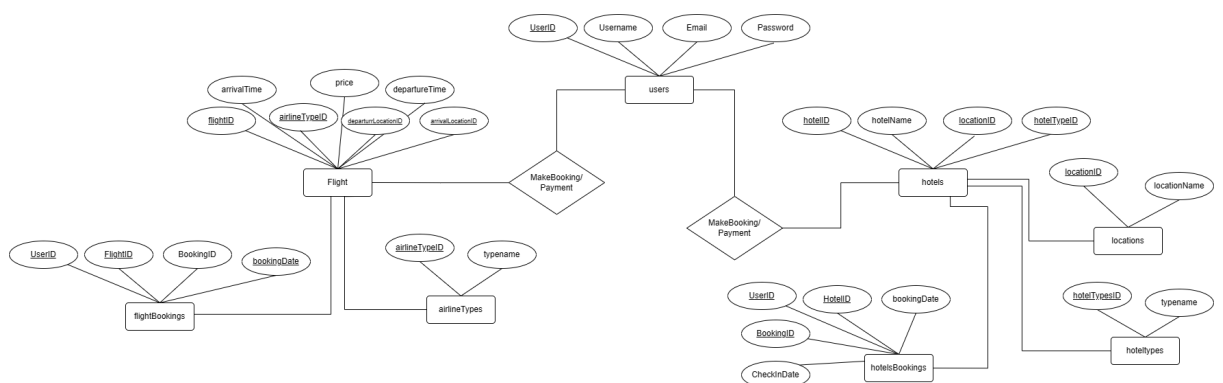 UserID
Username
Email
Password
users
arrivalTime
price
departureTime
flightID
airlineTypeID
departurrLocationID
arrivalLocationID
Flight
MakeBooking/
Payment
hotelID
hotelName
locationID
hotelTypeID
hotels
MakeBooking/
Payment
locationID
locationName
locations
UserID
FlightID
BookingID
bookingDate
flightBookings
airlineTypeID
typename
airlineTypes
UserID
HotelID
bookingDate
BookingID
CheckInDate
hotelsBookings
hotelTypesID
typename
hoteltypes